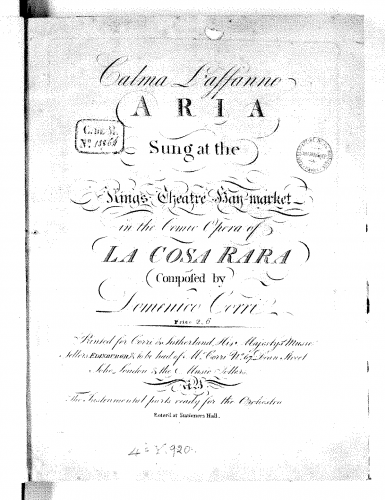 Calma L'affanno
ARIA
C. DE M.
Nº 15964
Sung at the
Kings Theatre Hay-market
in the Comic Opera of
LA COSA RARA
Composed by
Domenico Corri
Price 2.6
Printed for Corri & Sutherland His Majesty's Music
Sellers EDINBURGH & to be had of Mr. Corri Nº. 67 Dean Street
Soho, London & the Music Sellers
The Instrumental parts ready for the Orchestra
Enter'd at Stationers Hall.
920.